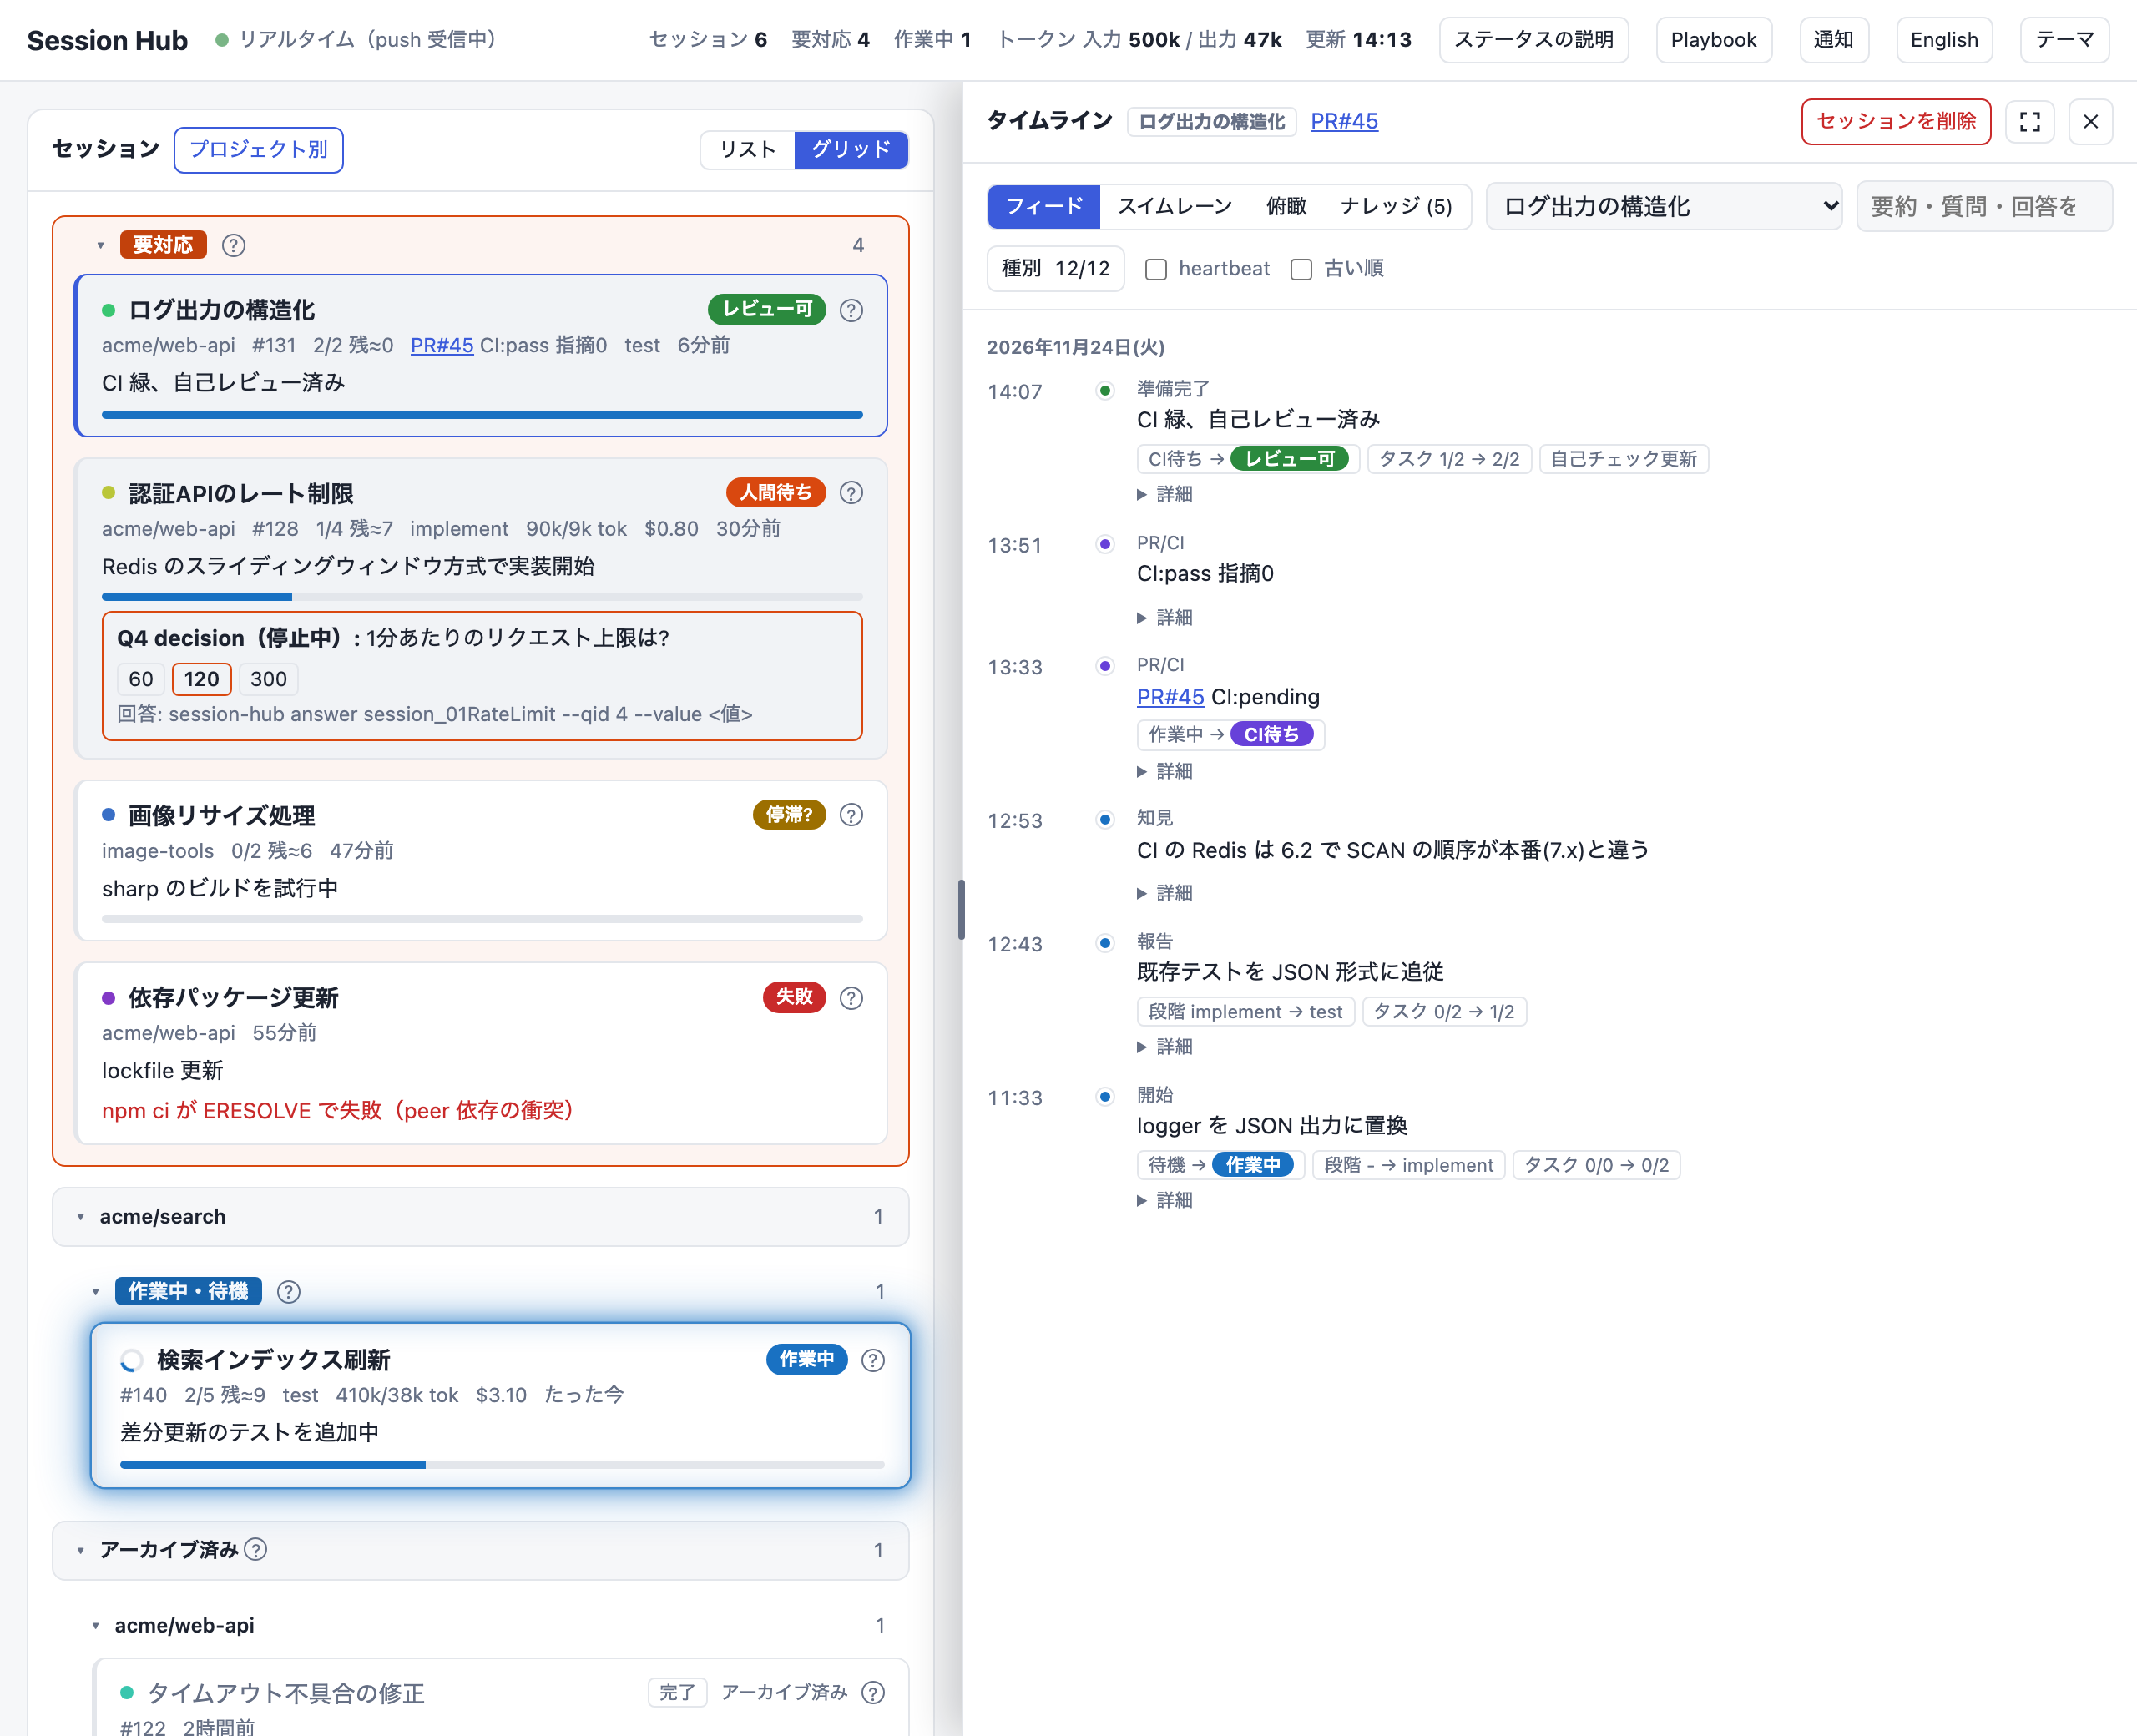 Session Hub リアルタイム（push 受信中） セッション 6 要対応 4 作業中 1 トークン 入力 500k / 出力 47k 更新 14:13 ステータスの説明 Playbook 通知 English テーマ
セッション プロジェクト別 リスト グリッド
要対応 ? 4
ログ出力の構造化 レビュー可 ?
acme/web-api #131 2/2 残≈0 PR#45 CI:pass 指摘0 test 6分前
CI 緑、自己レビュー済み
認証APIのレート制限 人間待ち ?
acme/web-api #128 1/4 残≈7 implement 90k/9k tok $0.80 30分前
Redis のスライディングウィンドウ方式で実装開始
Q4 decision（停止中）: 1分あたりのリクエスト上限は?
60 120 300
回答: session-hub answer session_01RateLimit --qid 4 --value <値>
画像リサイズ処理 停滞? ?
image-tools 0/2 残≈6 47分前
sharp のビルドを試行中
依存パッケージ更新 失敗 ?
acme/web-api 55分前
lockfile 更新
npm ci が ERESOLVE で失敗（peer 依存の衝突）
acme/search 1
作業中・待機 ? 1
検索インデックス刷新 作業中 ?
#140 2/5 残≈9 test 410k/38k tok $3.10 たった今
差分更新のテストを追加中
アーカイブ済み ? 1
acme/web-api 1
タイムアウト不具合の修正 完了 アーカイブ済み ?
#122 2時間前
タイムライン ログ出力の構造化 PR#45 セッションを削除
フィード スイムレーン 俯瞰 ナレッジ (5) ログ出力の構造化 要約・質問・回答を
種別 12/12 heartbeat 古い順
2026年11月24日(火)
14:07 準備完了
CI 緑、自己レビュー済み
CI待ち → レビュー可 タスク 1/2 → 2/2 自己チェック更新
詳細
13:51 PR/CI
CI:pass 指摘0
詳細
13:33 PR/CI
PR#45 CI:pending
作業中 → CI待ち
詳細
12:53 知見
CI の Redis は 6.2 で SCAN の順序が本番(7.x)と違う
詳細
12:43 報告
既存テストを JSON 形式に追従
段階 implement → test タスク 0/2 → 1/2
詳細
11:33 開始
logger を JSON 出力に置換
待機 → 作業中 段階 - → implement タスク 0/0 → 0/2
詳細